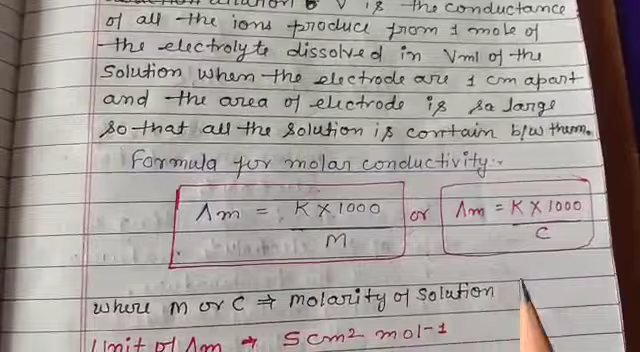 dilution is the conductance
of all the ions produce from 1 mole of
the electrolyte dissolved in Vml of the
solution when the electrode are 1 cm apart
and the area of electrode is so large
so that all the solution is contain b/w them.
Formula for molar conductivity:-
Λm = K×1000 / M or Λm = K×1000 / C
where M or C ⇒ molarity of solution
Unit of Λm → S cm² mol-1